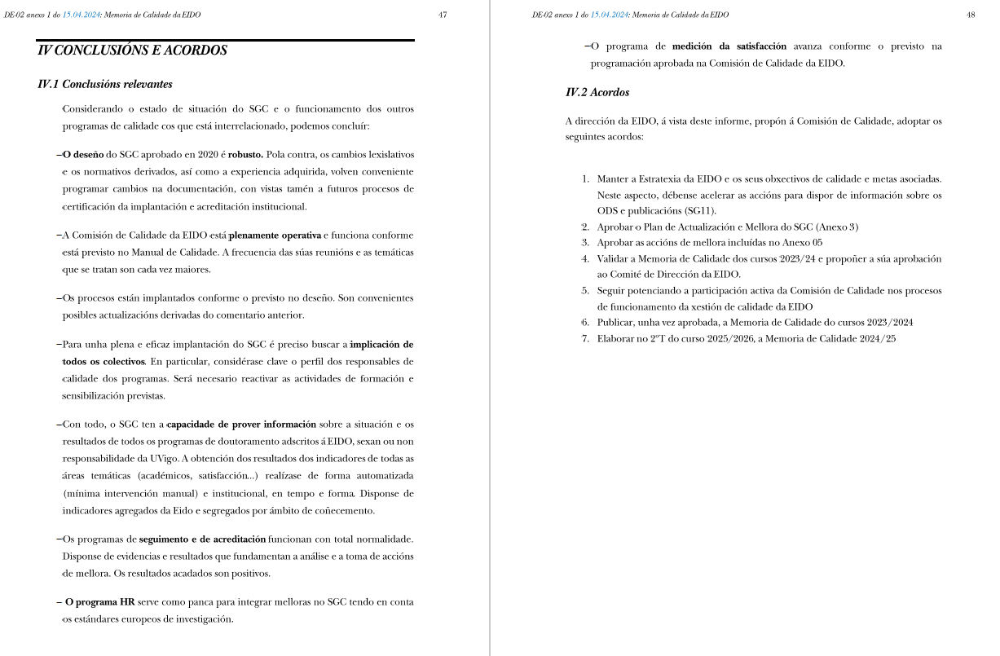 DE-02 anexo 1 do 15.04.2024: Memoria de Calidade da EIDO 47
IV CONCLUSIÓNS E ACORDOS
IV.1 Conclusións relevantes
Considerando o estado de situación do SGC e o funcionamento dos outros
programas de calidade cos que está interrelacionado, podemos concluír:
–O deseño do SGC aprobado en 2020 é robusto. Pola contra, os cambios lexislativos
e os normativos derivados, así como a experiencia adquirida, volven conveniente
programar cambios na documentación, con vistas tamén a futuros procesos de
certificación da implantación e acreditación institucional.
–A Comisión de Calidade da EIDO está plenamente operativa e funciona conforme
está previsto no Manual de Calidade. A frecuencia das súas reunións e as temáticas
que se tratan son cada vez maiores.
–Os procesos están implantados conforme o previsto no deseño. Son convenientes
posibles actualizacións derivadas do comentario anterior.
–Para unha plena e eficaz implantación do SGC é preciso buscar a implicación de
todos os colectivos. En particular, considérase clave o perfil dos responsables de
calidade dos programas. Será necesario reactivar as actividades de formación e
sensibilización previstas.
–Con todo, o SGC ten a capacidade de prover información sobre a situación e os
resultados de todos os programas de doutoramento adscritos á EIDO, sexan ou non
responsabilidade da UVigo. A obtención dos resultados dos indicadores de todas as
áreas temáticas (académicos, satisfacción...) realízase de forma automatizada
(mínima intervención manual) e institucional, en tempo e forma. Disponse de
indicadores agregados da Eido e segregados por ámbito de coñecemento.
–Os programas de seguimento e de acreditación funcionan con total normalidade.
Disponse de evidencias e resultados que fundamentan a análise e a toma de accións
de mellora. Os resultados acadados son positivos.
– O programa HR serve como panca para integrar melloras no SGC tendo en conta
os estándares europeos de investigación.
DE-02 anexo 1 do 15.04.2024: Memoria de Calidade da EIDO 48
–O programa de medición da satisfacción avanza conforme o previsto na
programación aprobada na Comisión de Calidade da EIDO.
IV.2 Acordos
A dirección da EIDO, á vista deste informe, propón á Comisión de Calidade, adoptar os
seguintes acordos:
1. Manter a Estratexia da EIDO e os seus obxectivos de calidade e metas asociadas.
Neste aspecto, débense acelerar as accións para dispor de información sobre os
ODS e publicacións (SG11).
2. Aprobar o Plan de Actualización e Mellora do SGC (Anexo 3)
3. Aprobar as accións de mellora incluídas no Anexo 05
4. Validar a Memoria de Calidade dos cursos 2023/24 e propoñer a súa aprobación
ao Comité de Dirección da EIDO.
5. Seguir potenciando a participación activa da Comisión de Calidade nos procesos
de funcionamento da xestión de calidade da EIDO
6. Publicar, unha vez aprobada, a Memoria de Calidade do cursos 2023/2024
7. Elaborar no 2ºT do curso 2025/2026, a Memoria de Calidade 2024/25